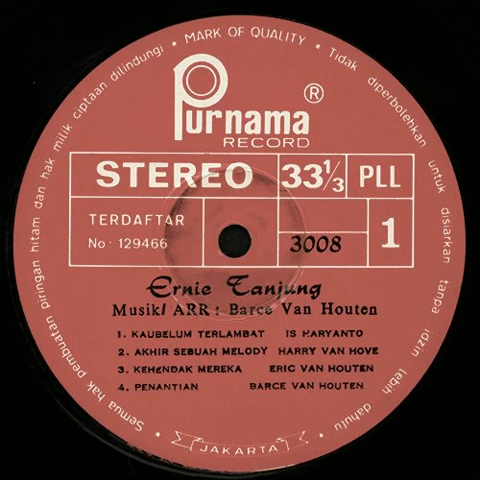 * Semua hak pembuatan piringan hitam dan hak milik ciptaan dilindungi * MARK OF QUALITY * Tidak diperbolehkan untuk disiarkan tanpa idzin lebih dahulu *
Purnama ®
RECORD
STEREO 33 1/3 PLL
TERDAFTAR
No: 129466
3008
1
Ernie Tanjung
Musik/ ARR : Barce Van Houten
1. KAUBELUM TERLAMBAT IS HARYANTO
2. AKHIR SEBUAH MELODY HARRY VAN HOVE
3. KEHENDAK MEREKA ERIC VAN HOUTEN
4. PENANTIAN BARCE VAN HOUTEN
JAKARTA